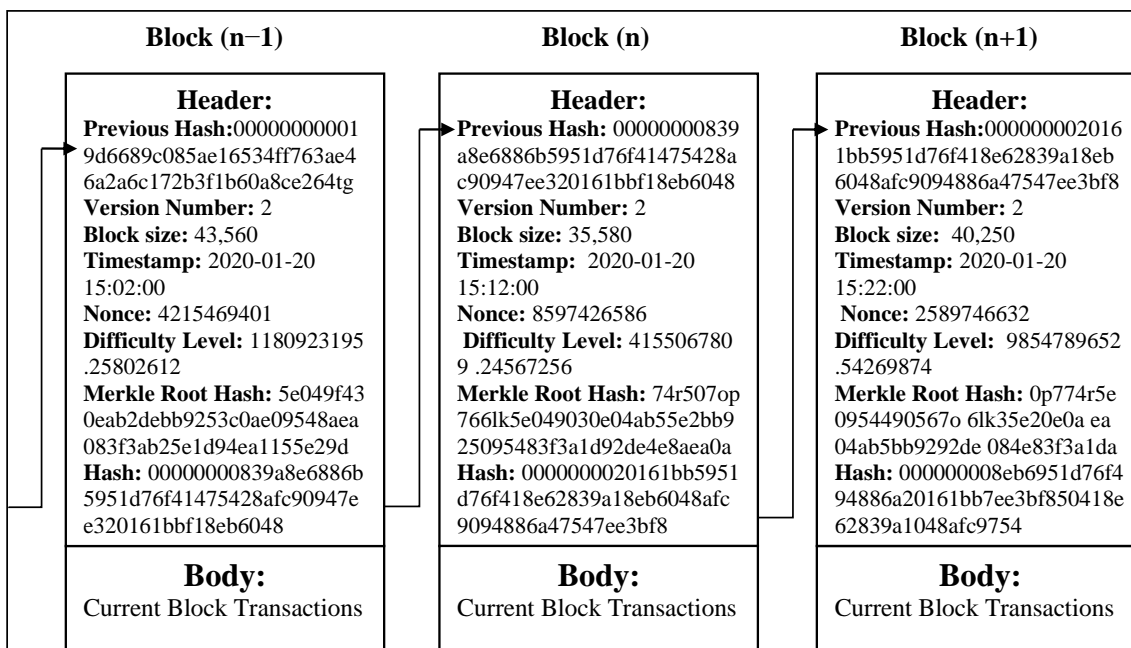 Block (n−1)
Header:
Previous Hash:00000000001
9d6689c085ae16534ff763ae4
6a2a6c172b3f1b60a8ce264tg
Version Number: 2
Block size: 43,560
Timestamp: 2020-01-20
15:02:00
Nonce: 4215469401
Difficulty Level: 1180923195
.25802612
Merkle Root Hash: 5e049f43
0eab2debb9253c0ae09548aea
083f3ab25e1d94ea1155e29d
Hash: 00000000839a8e6886b
5951d76f41475428afc90947e
e320161bbf18eb6048
Body:
Current Block Transactions
Block (n)
Header:
Previous Hash: 00000000839
a8e6886b5951d76f41475428a
c90947ee320161bbf18eb6048
Version Number: 2
Block size: 35,580
Timestamp: 2020-01-20
15:12:00
Nonce: 8597426586
Difficulty Level: 415506780
9 .24567256
Merkle Root Hash: 74r507op
766lk5e049030e04ab55e2bb9
25095483f3a1d92de4e8aea0a
Hash: 0000000020161bb5951
d76f418e62839a18eb6048afc
9094886a47547ee3bf8
Body:
Current Block Transactions
Block (n+1)
Header:
Previous Hash:000000002016
1bb5951d76f418e62839a18eb
6048afc9094886a47547ee3bf8
Version Number: 2
Block size: 40,250
Timestamp: 2020-01-20
15:22:00
Nonce: 2589746632
Difficulty Level: 9854789652
.54269874
Merkle Root Hash: 0p774r5e
0954490567o 6lk35e20e0a ea
04ab5bb9292de 084e83f3a1da
Hash: 000000008eb6951d76f4
94886a20161bb7ee3bf850418e
62839a1048afc9754
Body:
Current Block Transactions